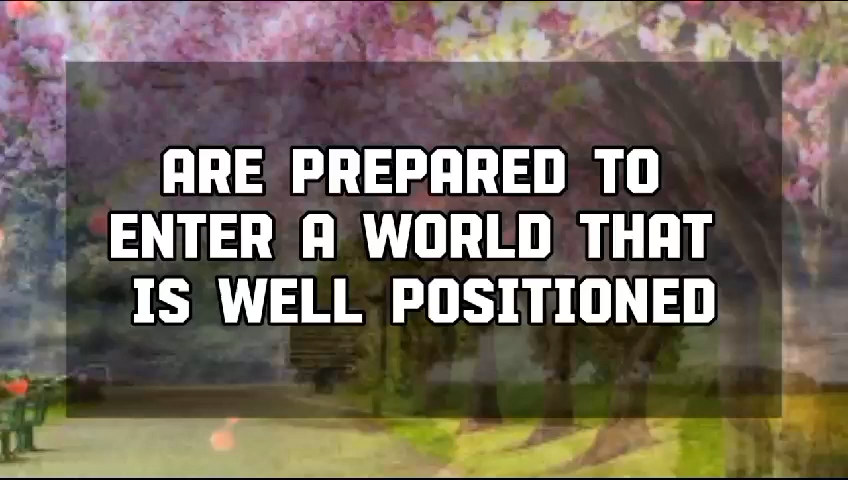 ARE PREPARED TO
ENTER A WORLD THAT
IS WELL POSITIONED